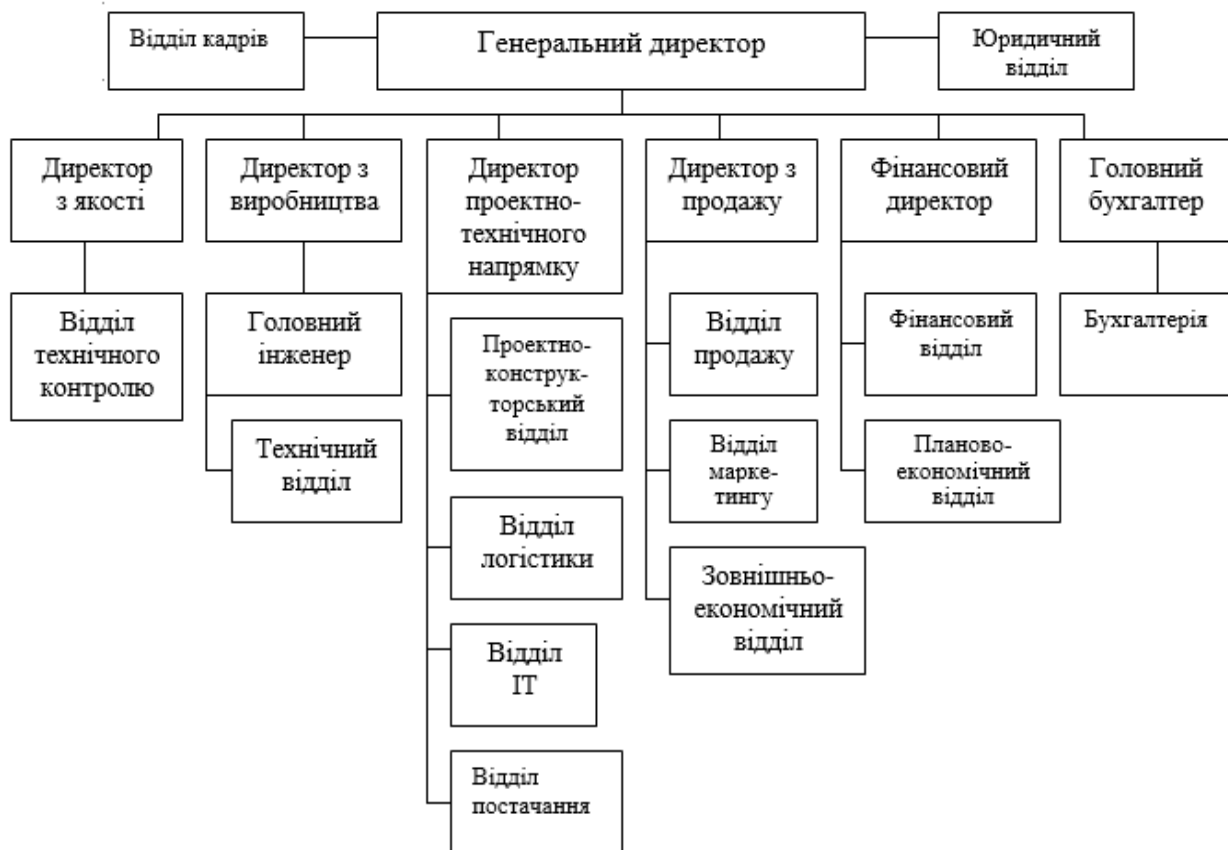 Відділ кадрів
Генеральний директор
Юридичний
відділ
Директор
з якості
Директор з
виробництва
Директор
проектно-
технічного
напрямку
Директор з
продажу
Фінансовий
директор
Головний
бухгалтер
Відділ
технічного
контролю
Головний
інженер
Технічний
відділ
Проектно-
конструк-
торський
відділ
Відділ
логістики
Відділ
ІТ
Відділ
постачання
Відділ
продажу
Відділ
марке-
тингу
Зовнішньо-
економічний
відділ
Фінансовий
відділ
Планово-
економічний
відділ
Бухгалтерія